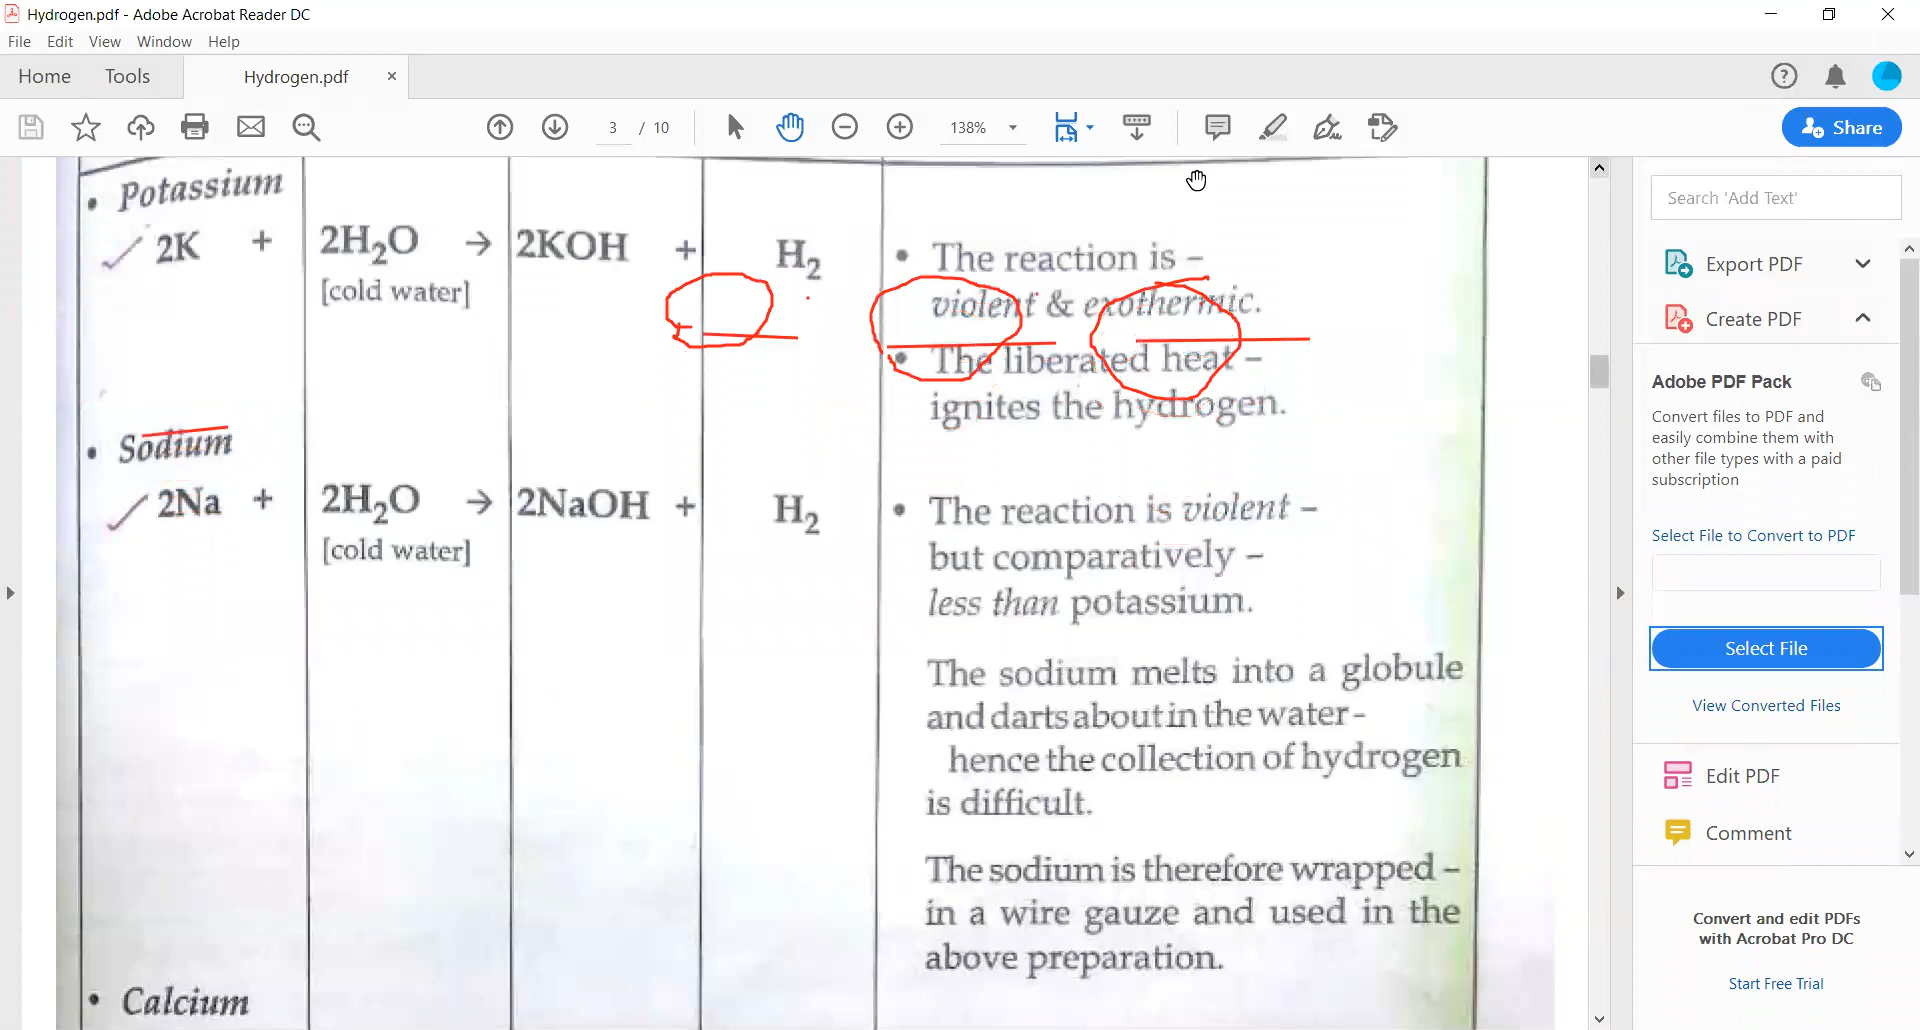 Hydrogen.pdf - Adobe Acrobat Reader DC
File Edit View Window Help
Home Tools Hydrogen.pdf ×
3 / 10 138% Share
• Potassium
2K + 2H₂O → 2KOH + H₂
[cold water]
• The reaction is –
violent & exothermic.
• The liberated heat –
ignites the hydrogen.
• Sodium
2Na + 2H₂O → 2NaOH + H₂
[cold water]
• The reaction is violent –
but comparatively –
less than potassium.
The sodium melts into a globule
and darts about in the water -
hence the collection of hydrogen
is difficult.
The sodium is therefore wrapped –
in a wire gauze and used in the
above preparation.
• Calcium
Search 'Add Text'
Export PDF
Create PDF
Adobe PDF Pack
Convert files to PDF and
easily combine them with
other file types with a paid
subscription
Select File to Convert to PDF
Select File
View Converted Files
Edit PDF
Comment
Convert and edit PDFs
with Acrobat Pro DC
Start Free Trial